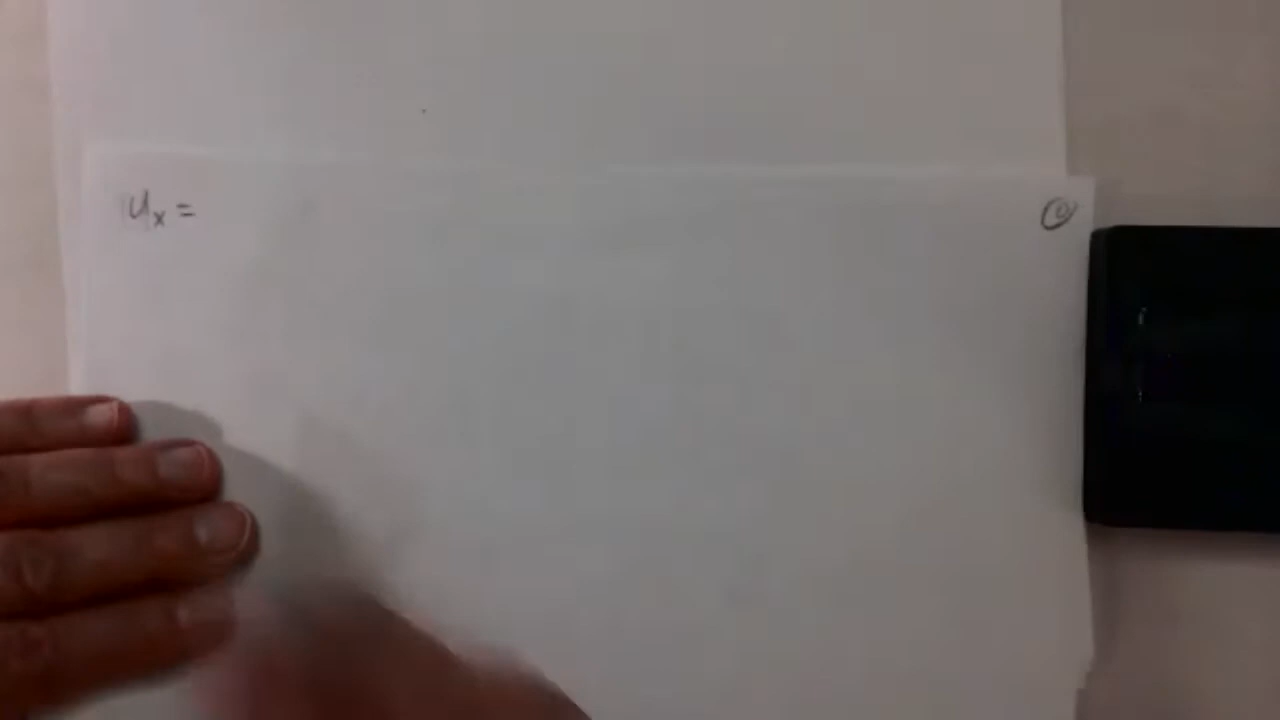 u_x =